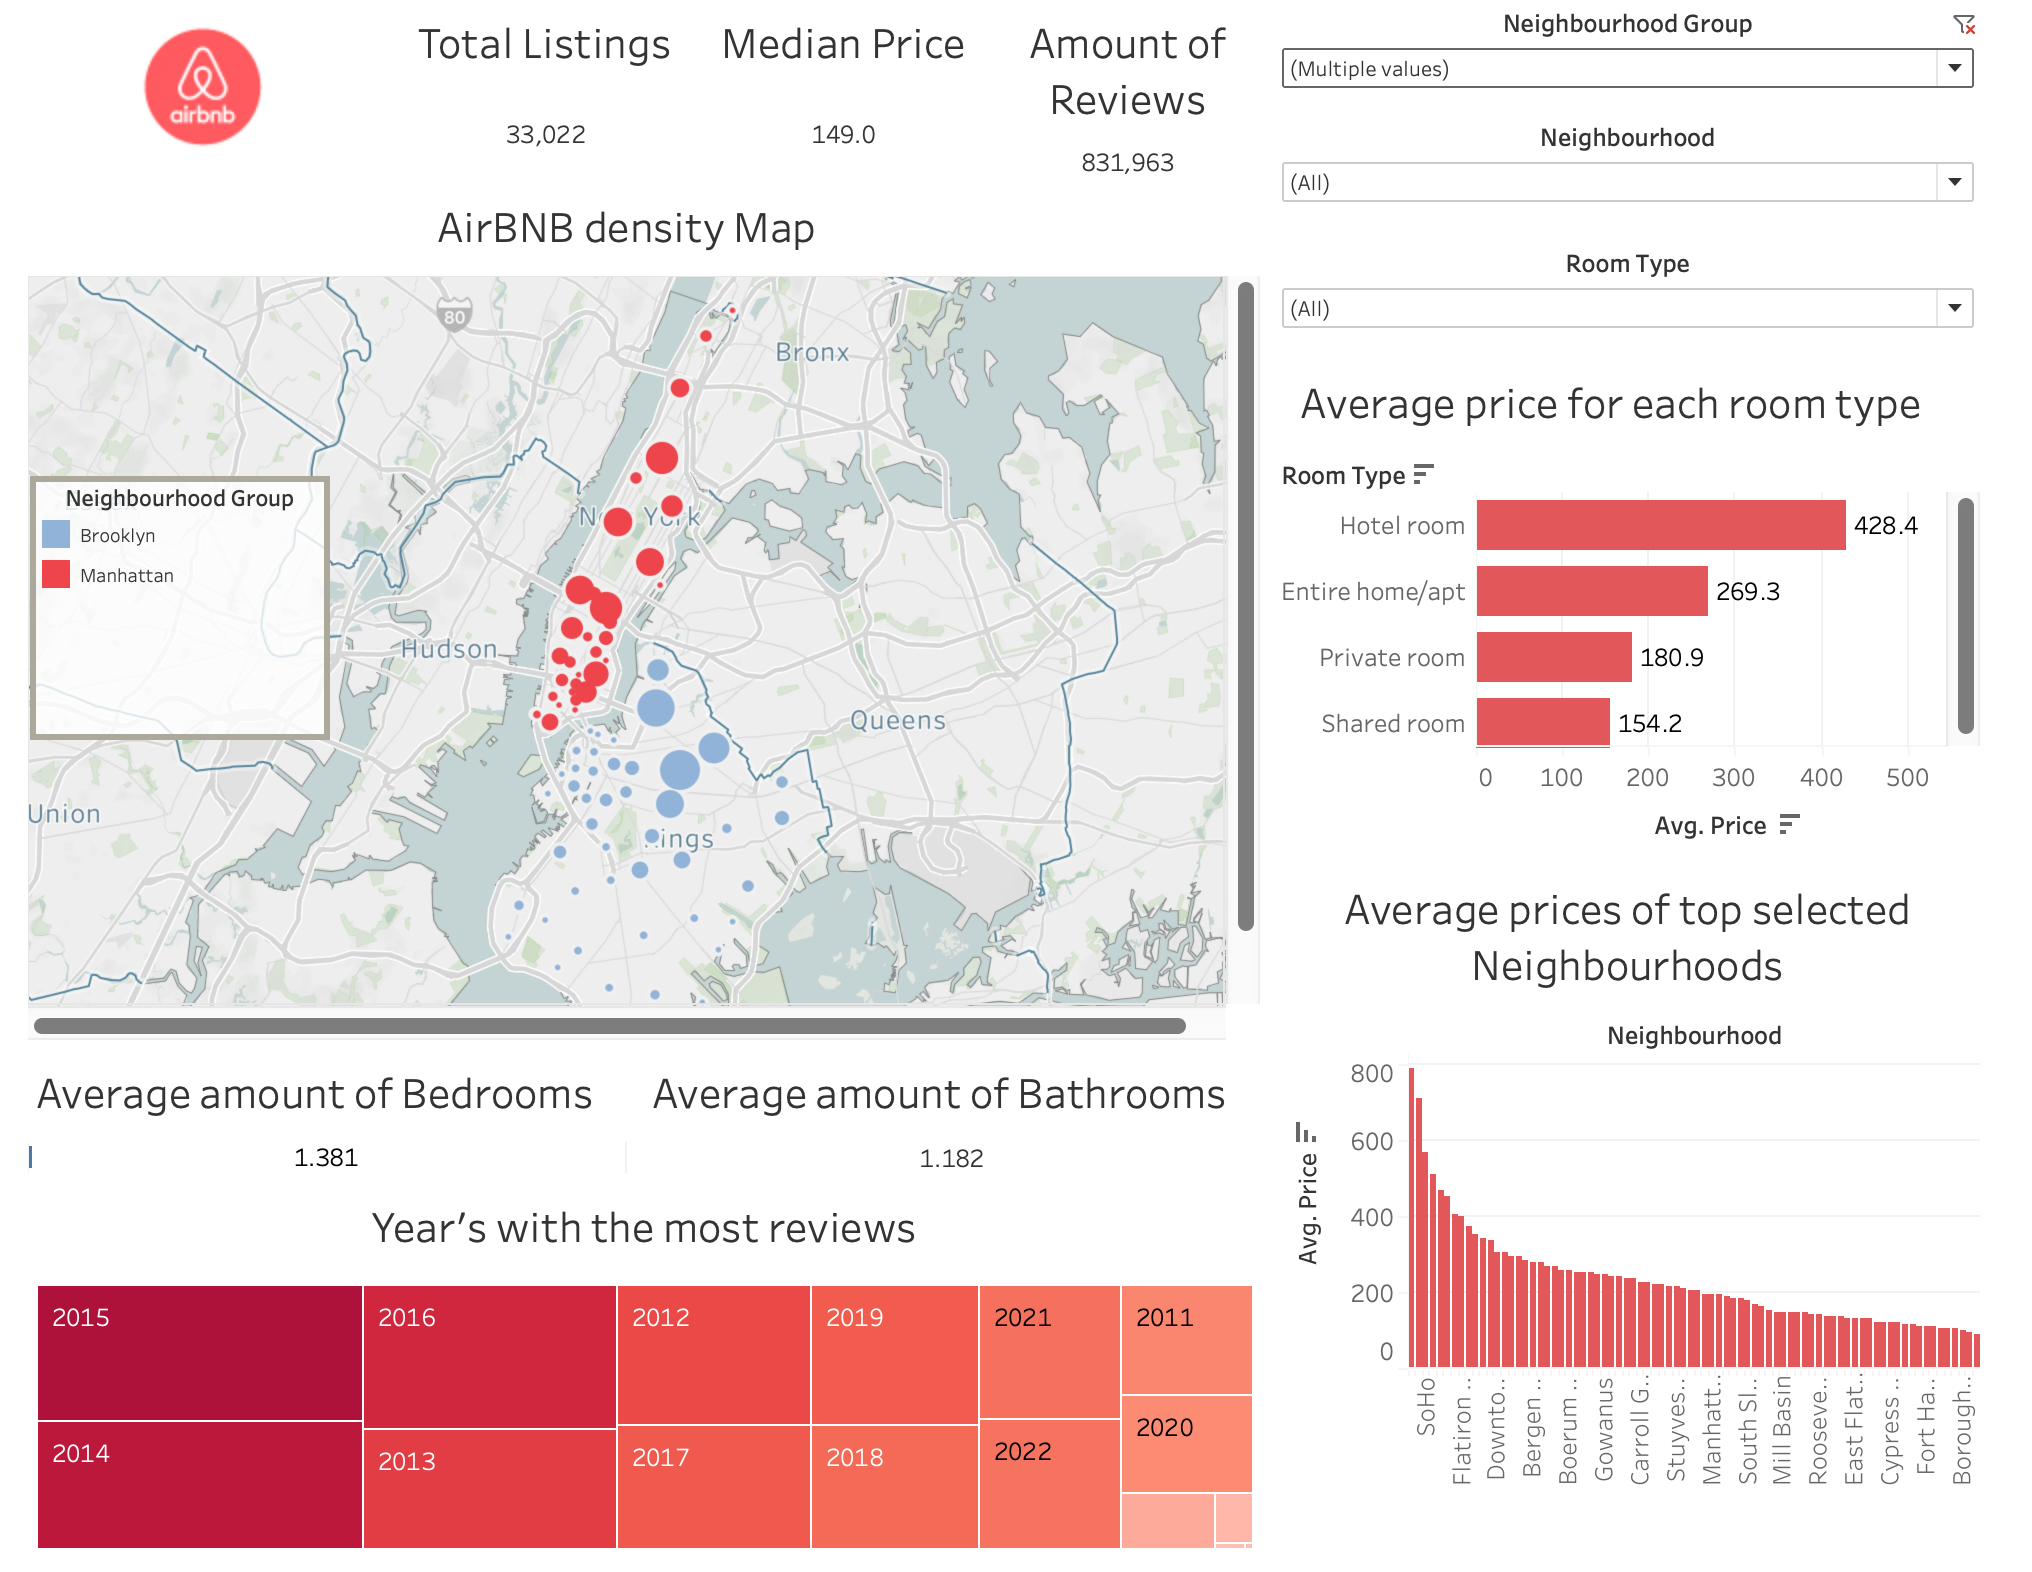 airbnb
Total Listings
33,022
Median Price
149.0
Amount of
Reviews
831,963
Neighbourhood Group
(Multiple values)
Neighbourhood
(All)
Room Type
(All)
AirBNB density Map
80
Bronx
New York
Hudson
Queens
Union
Neighbourhood Group
Brooklyn
Manhattan
Average price for each room type
Room Type
Hotel room
428.4
Entire home/apt
269.3
Private room
180.9
Shared room
154.2
0
100
200
300
400
500
Avg. Price
Average prices of top selected
Neighbourhoods
Neighbourhood
Avg. Price
800
600
400
200
0
SoHo
Flatiron ..
Downto..
Bergen ..
Boerum ..
Gowanus
Carroll G..
Stuyves..
Manhatt..
South Sl..
Mill Basin
Rooseve..
East Flat..
Cypress ..
Fort Ha..
Borough..
Average amount of Bedrooms
1.381
Average amount of Bathrooms
1.182
Year’s with the most reviews
2015
2014
2016
2013
2012
2017
2019
2018
2021
2022
2011
2020